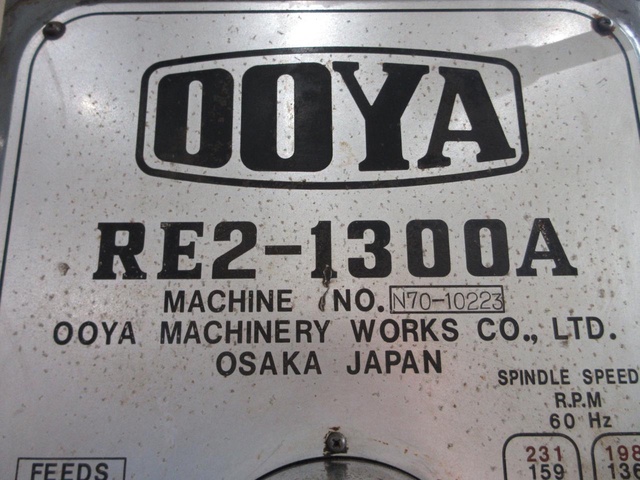 OOYA
RE2-1300A
MACHINE NO. N70-10223
OOYA MACHINERY WORKS CO., LTD.
OSAKA JAPAN
SPINDLE SPEED
R.P.M
60 Hz
231 198
159 136
FEEDS